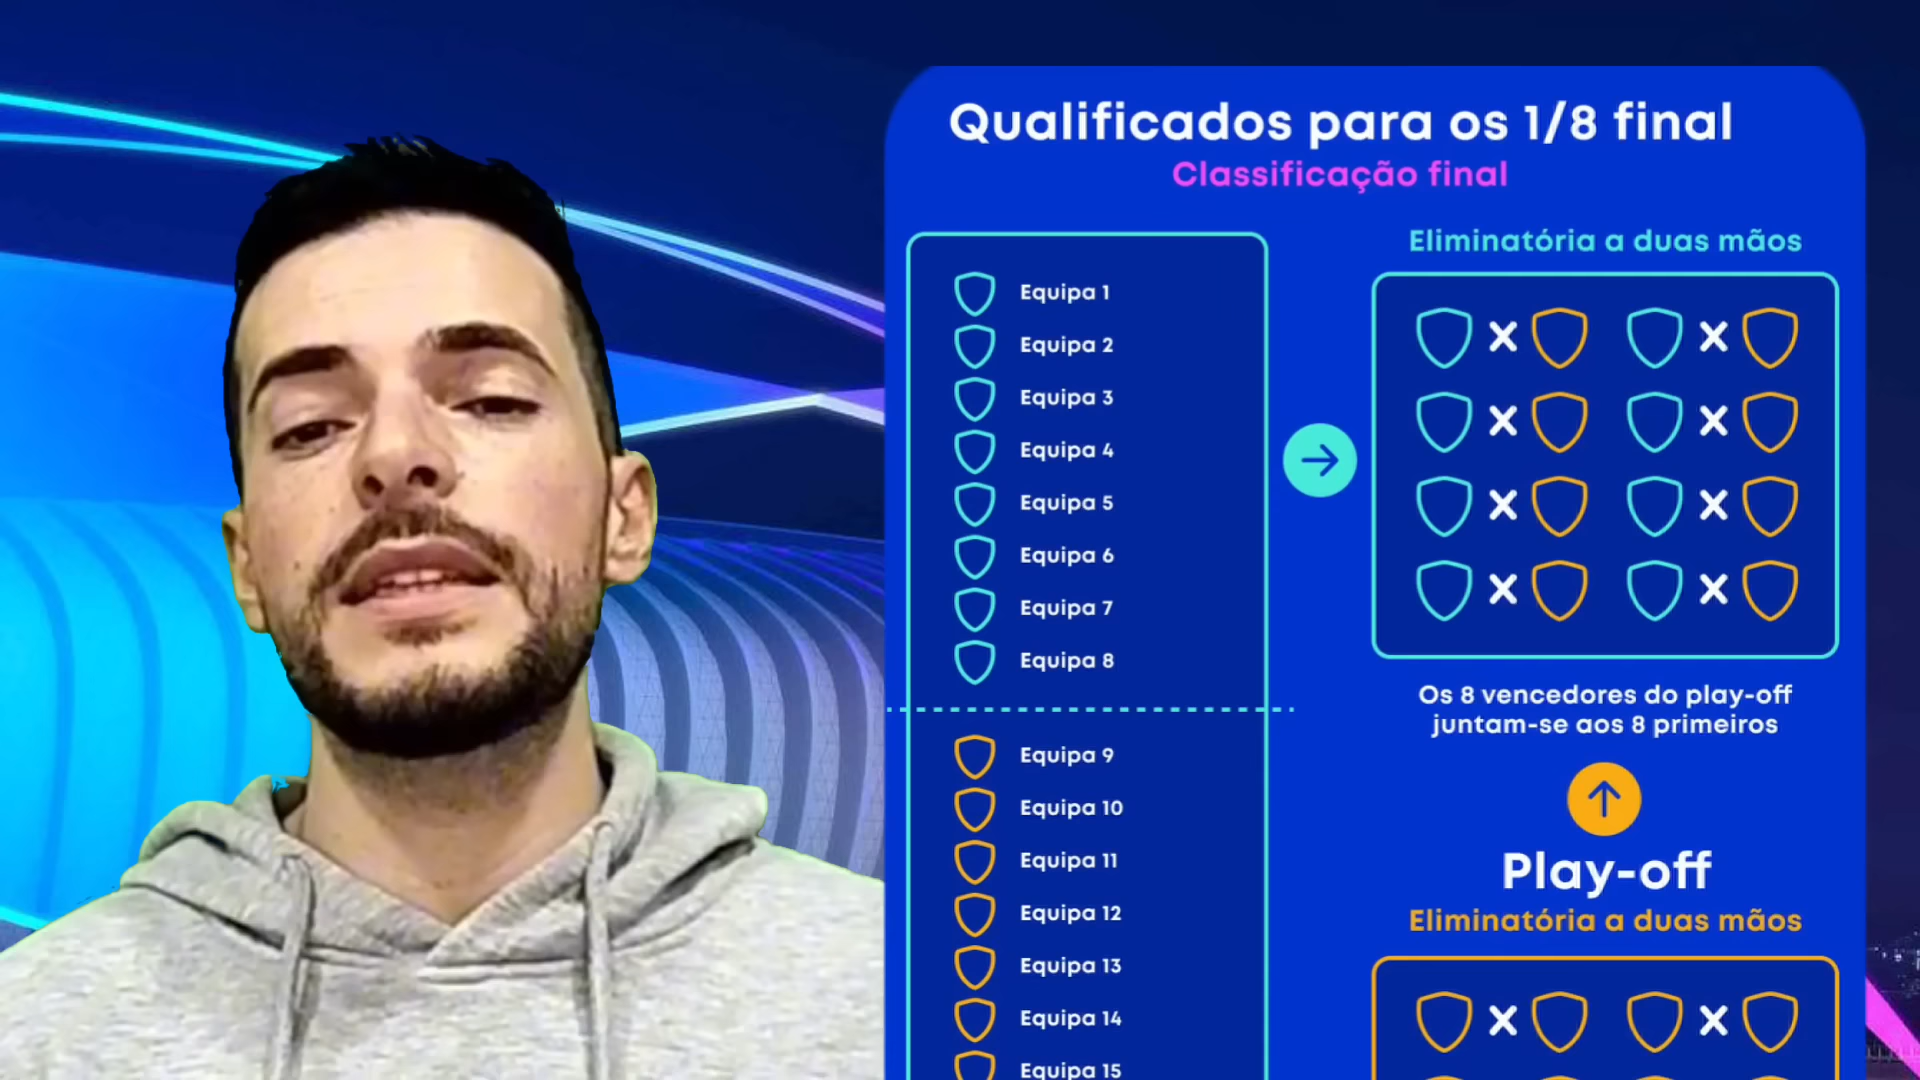 Qualificados para os 1/8 final
Classificação final
Equipa 1
Equipa 2
Equipa 3
Equipa 4
Equipa 5
Equipa 6
Equipa 7
Equipa 8
Equipa 9
Equipa 10
Equipa 11
Equipa 12
Equipa 13
Equipa 14
Equipa 15
Eliminatória a duas mãos
X X
X X
X X
X X
Os 8 vencedores do play-off
juntam-se aos 8 primeiros
Play-off
Eliminatória a duas mãos
X X